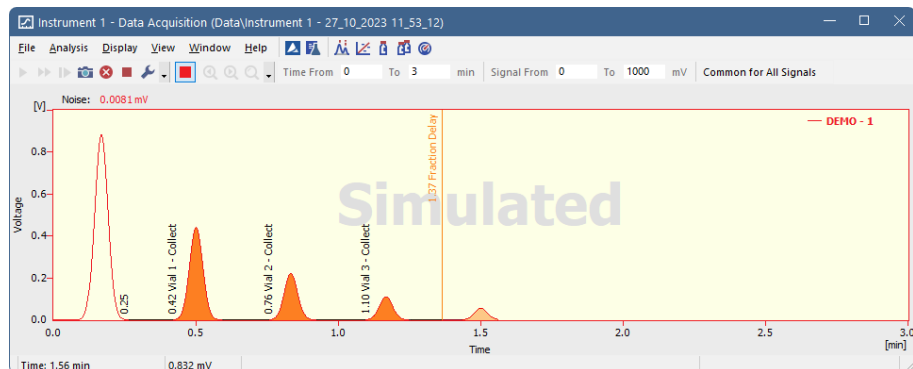 Instrument 1 - Data Acquisition (Data\Instrument 1 - 27_10_2023 11_53_12)
File Analysis Display View Window Help
Time From 0 To 3 min Signal From 0 To 1000 mV Common for All Signals
Noise: 0.0081 mV
[V]
DEMO - 1
0.8
0.6
0.4
0.2
0.0
Voltage
0.25
0.42 Vial 1 - Collect
0.76 Vial 2 - Collect
1.10 Vial 3 - Collect
1.37 Fraction Delay
Simulated
0.0 0.5 1.0 1.5 2.0 2.5 3.0
Time
[min]
Time: 1.56 min 0.832 mV